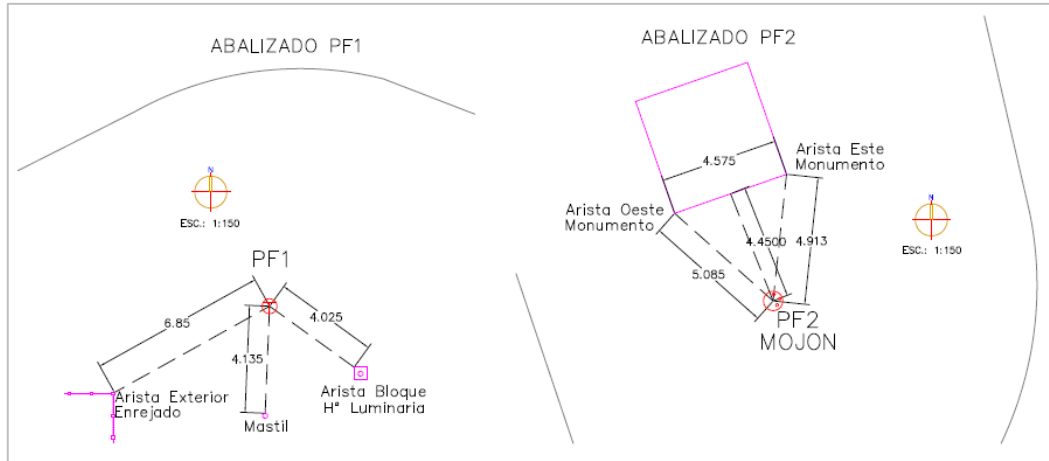 ABALIZADO PF1
N
ESC.: 1:150
PF1
6.85
4.135
4.025
Arista Exterior
Enrejado
Mastil
Arista Bloque
Hª Luminaria
ABALIZADO PF2
4.575
Arista Este
Monumento
Arista Oeste
Monumento
4.4500
4.913
5.085
N
ESC.: 1:150
PF2
MOJON